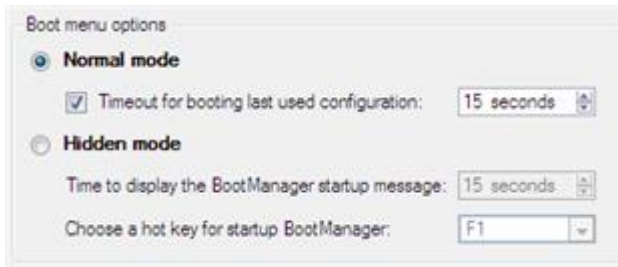 Boot menu options
Normal mode
Timeout for booting last used configuration: 15 seconds
Hidden mode
Time to display the BootManager startup message: 15 seconds
Choose a hot key for startup BootManager: F1